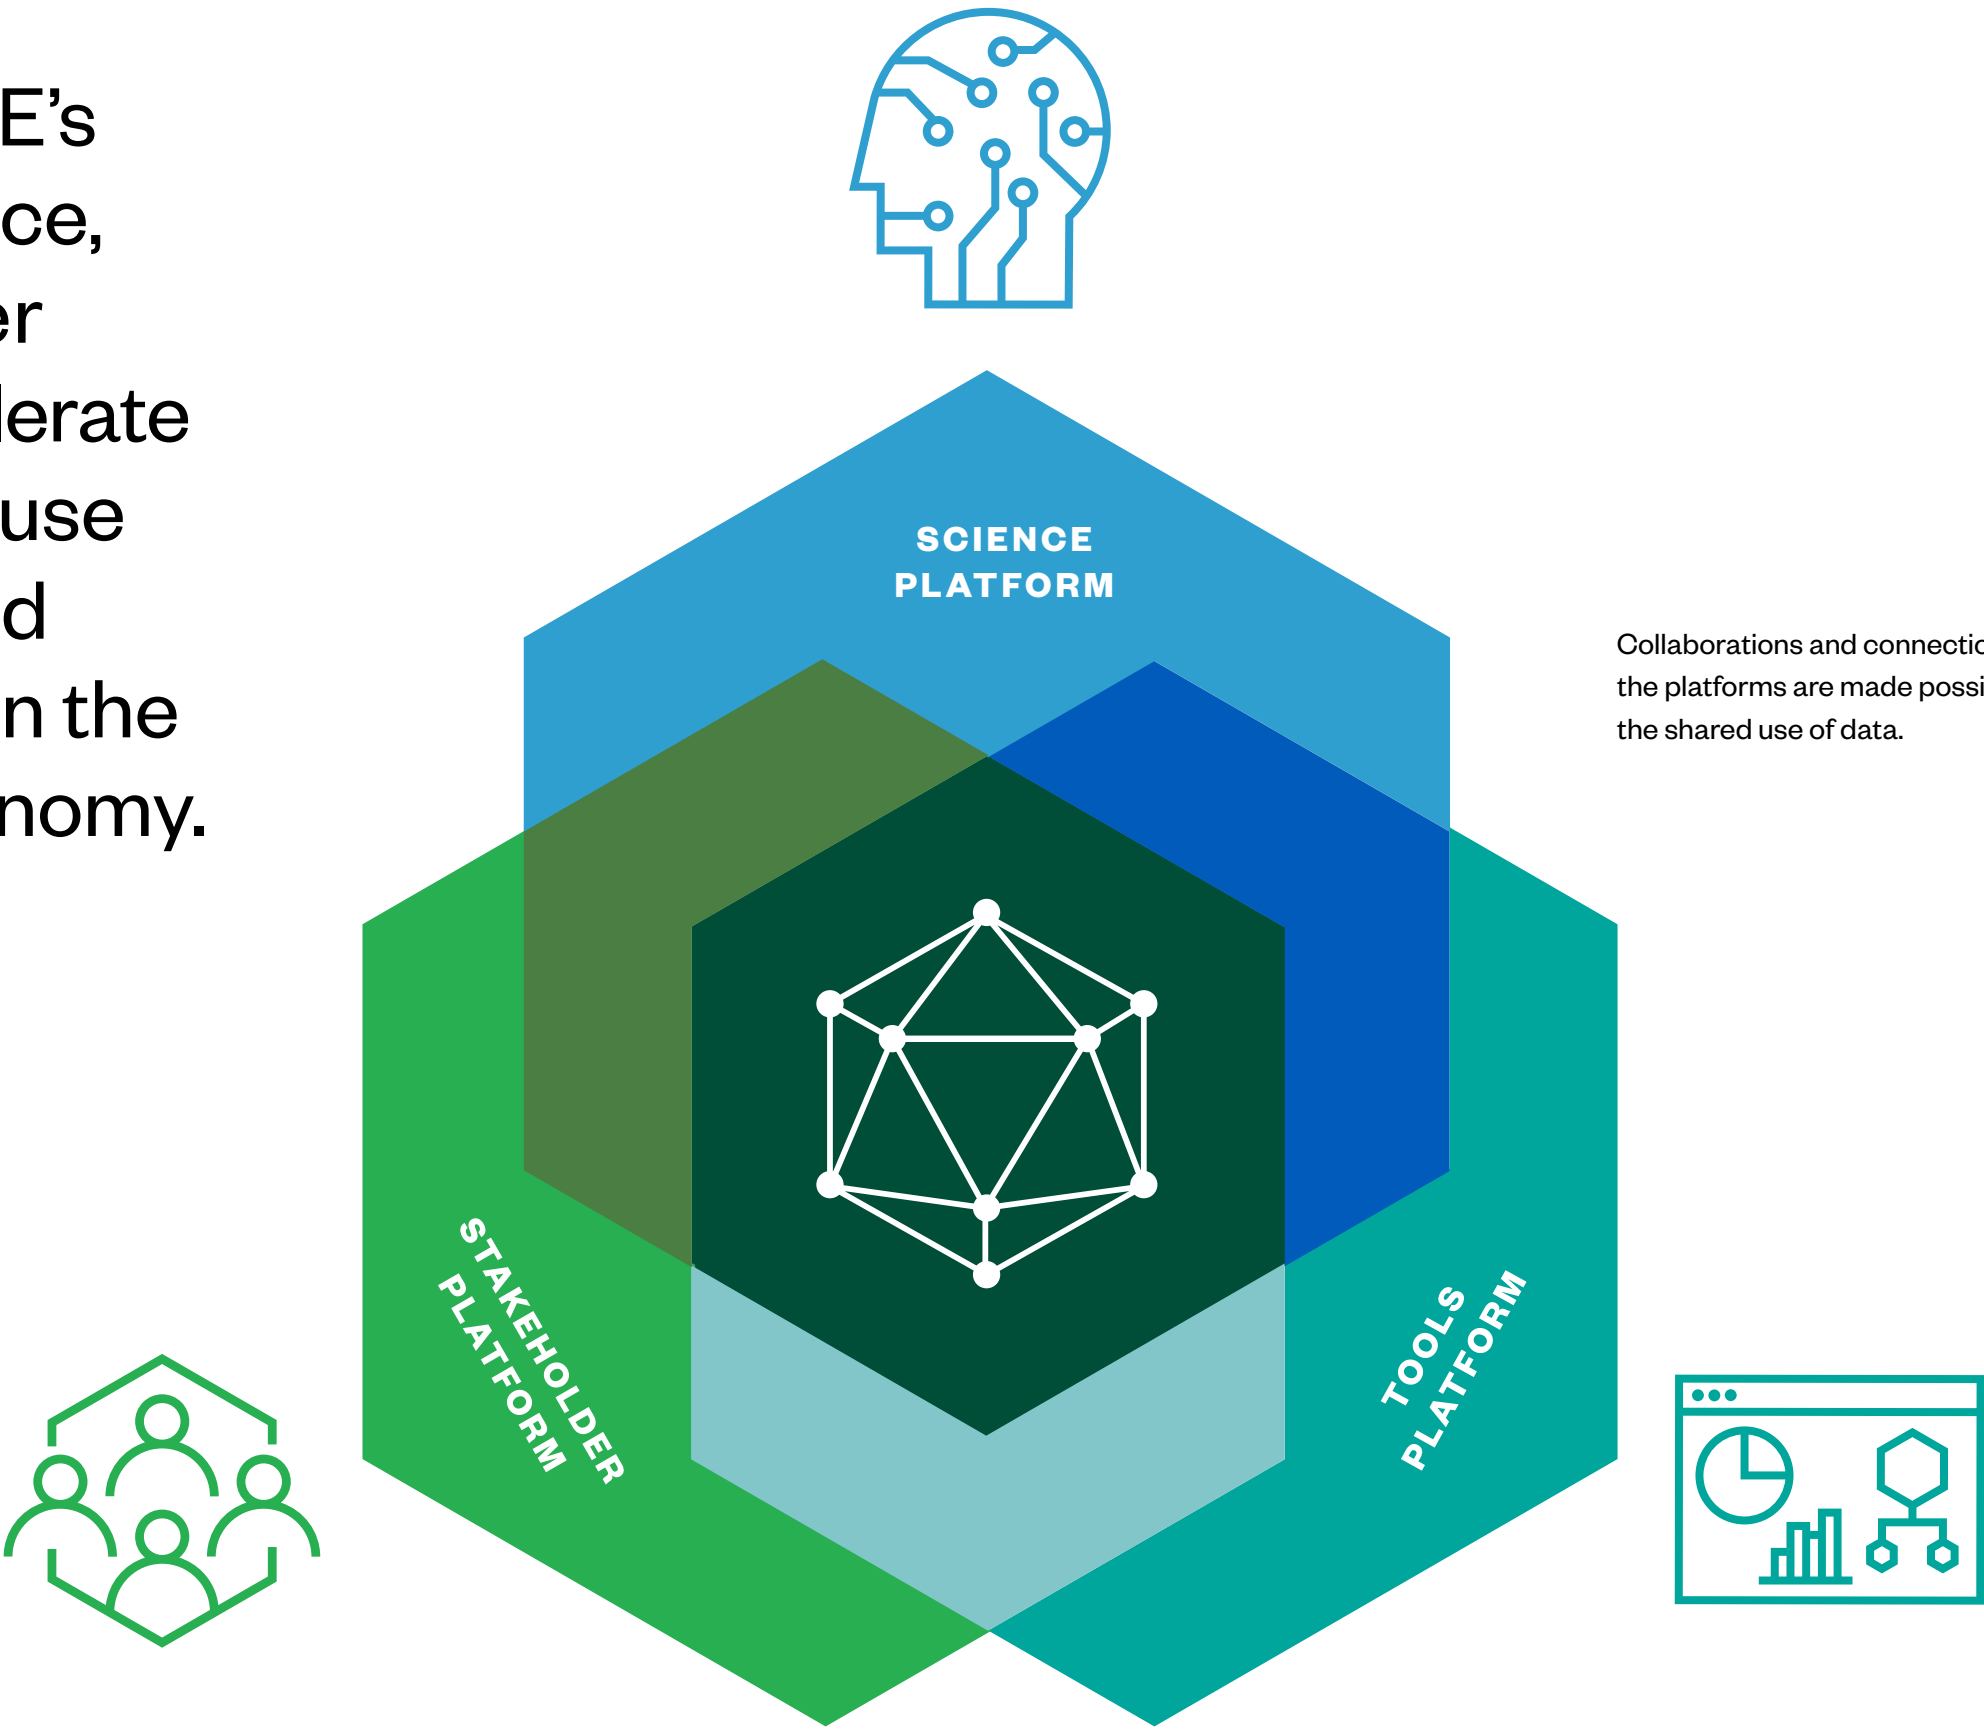 E’s
ce,
er
lerate
use
d
n the
nomy.
SCIENCE
PLATFORM
Collaborations and connectio
the platforms are made possi
the shared use of data.
STAKEHOLDER
PLATFORM
TOOLS
PLATFORM